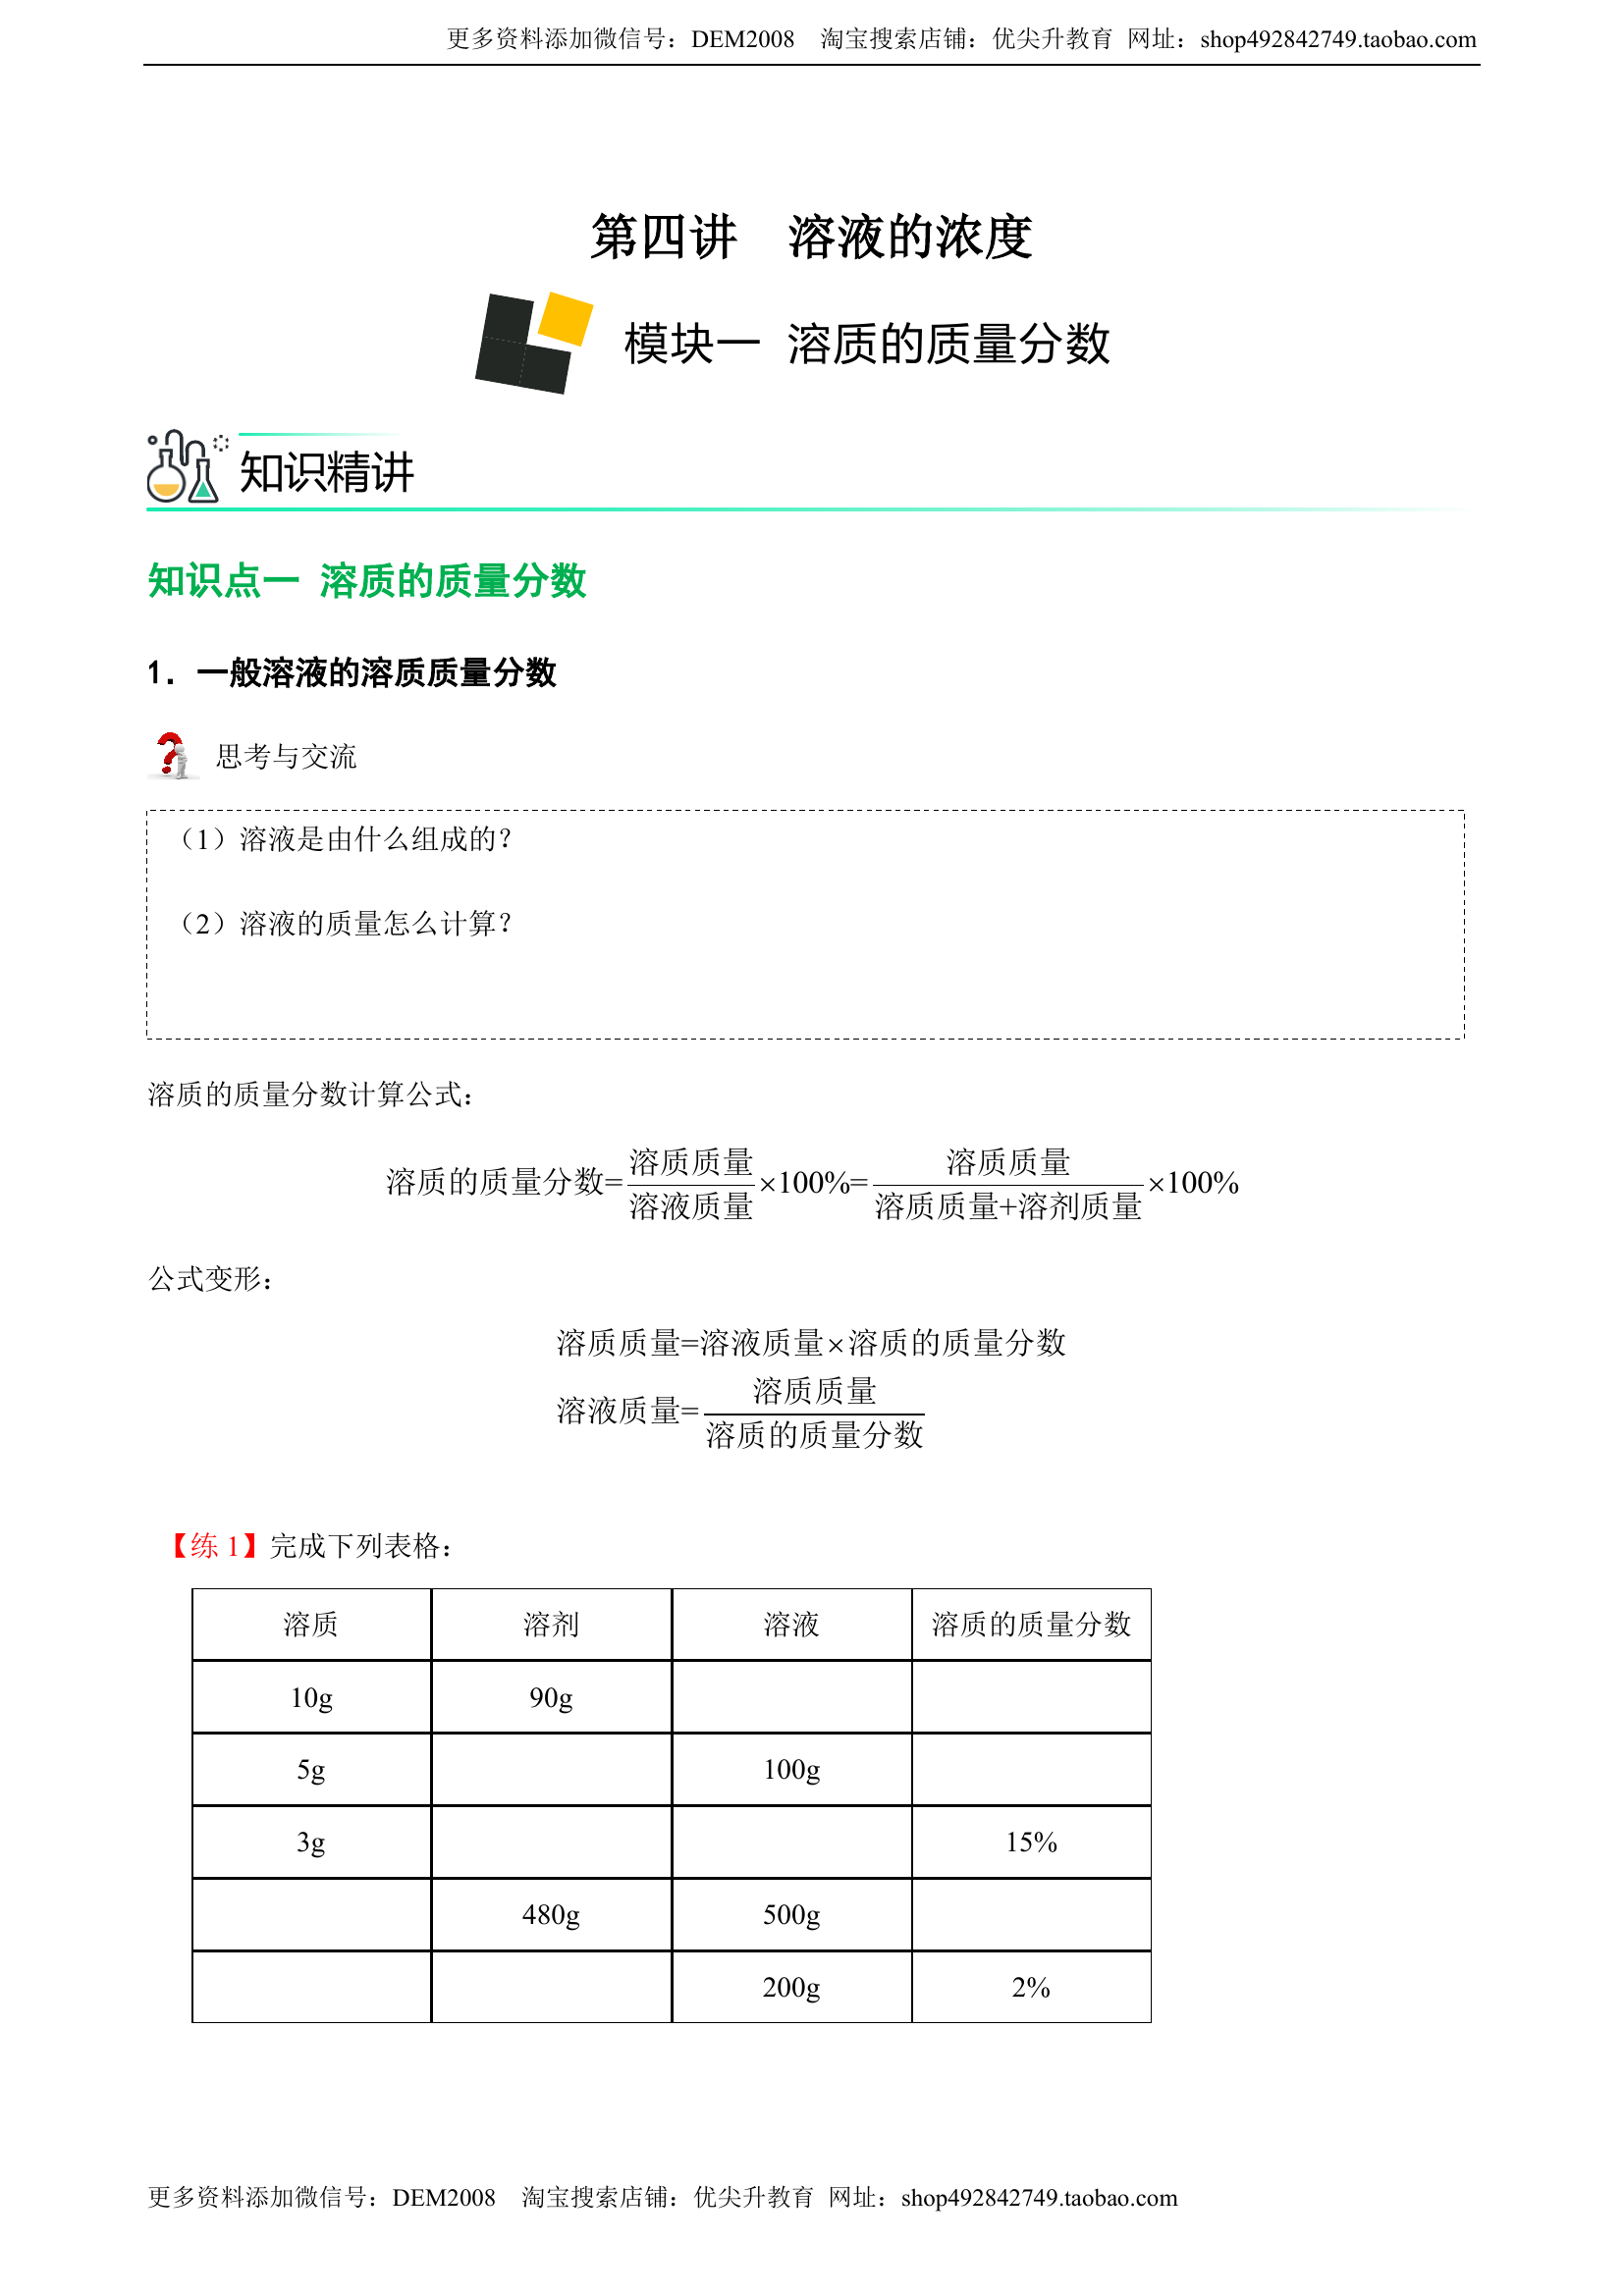 更多资料添加微信号：DEM2008　淘宝搜索店铺：优尖升教育 网址：shop492842749.taobao.com
第四讲　溶液的浓度
模块一 溶质的质量分数
知识精讲
知识点一 溶质的质量分数
1．一般溶液的溶质质量分数
思考与交流
（1）溶液是由什么组成的？
（2）溶液的质量怎么计算？
溶质的质量分数计算公式：
溶质的质量分数=溶质质量/溶液质量×100%=溶质质量/溶质质量+溶剂质量×100%
公式变形：
溶质质量=溶液质量×溶质的质量分数
溶液质量=溶质质量/溶质的质量分数
【练 1】完成下列表格：
溶质 溶剂 溶液 溶质的质量分数
10g 90g
5g 100g
3g 15%
480g 500g
200g 2%
更多资料添加微信号：DEM2008　淘宝搜索店铺：优尖升教育 网址：shop492842749.taobao.com